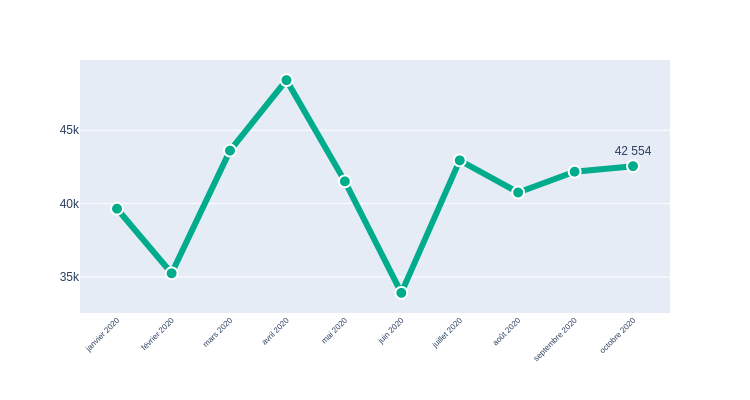 45k
40k
35k
42 554
janvier 2020
février 2020
mars 2020
avril 2020
mai 2020
juin 2020
juillet 2020
août 2020
septembre 2020
octobre 2020